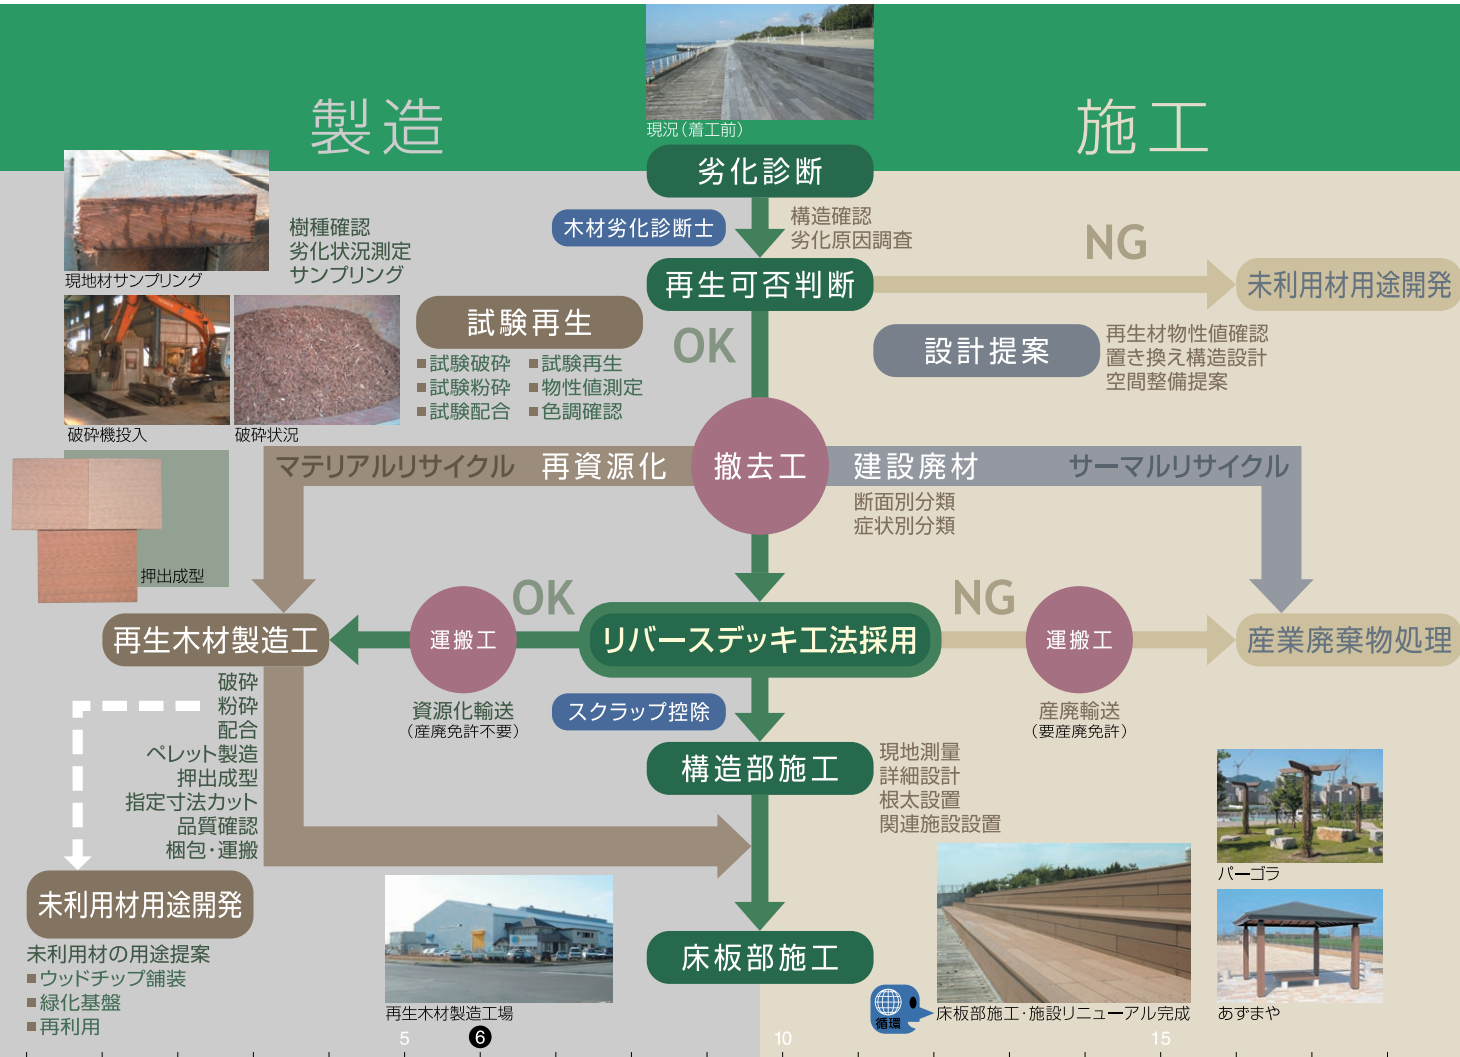 製造
施工
現況（着工前）
劣化診断
木材劣化診断士
構造確認
劣化原因調査
樹種確認
劣化状況測定
サンプリング
現地材サンプリング
再生可否判断
NG
未利用材用途開発
試験再生
■試験破砕 ■試験再生
■試験粉砕 ■物性値測定
■試験配合 ■色調確認
OK
設計提案
再生材物性値確認
置き換え構造設計
空間整備提案
破砕機投入
破砕状況
マテリアルリサイクル
再資源化
撤去工
建設廃材
サーマルリサイクル
断面別分類
症状別分類
押出成型
再生木材製造工
運搬工
OK
リバースデッキ工法採用
NG
運搬工
産業廃棄物処理
資源化輸送
（産廃免許不要）
スクラップ控除
産廃輸送
（要産廃免許）
破砕
粉砕
配合
ペレット製造
押出成型
指定寸法カット
品質確認
梱包・運搬
構造部施工
現地測量
詳細設計
根太設置
関連施設設置
パーゴラ
未利用材用途開発
未利用材の用途提案
■ウッドチップ舗装
■緑化基盤
■再利用
再生木材製造工場
床板部施工
循環
床板部施工・施設リニューアル完成
あずまや
5
6
10
15